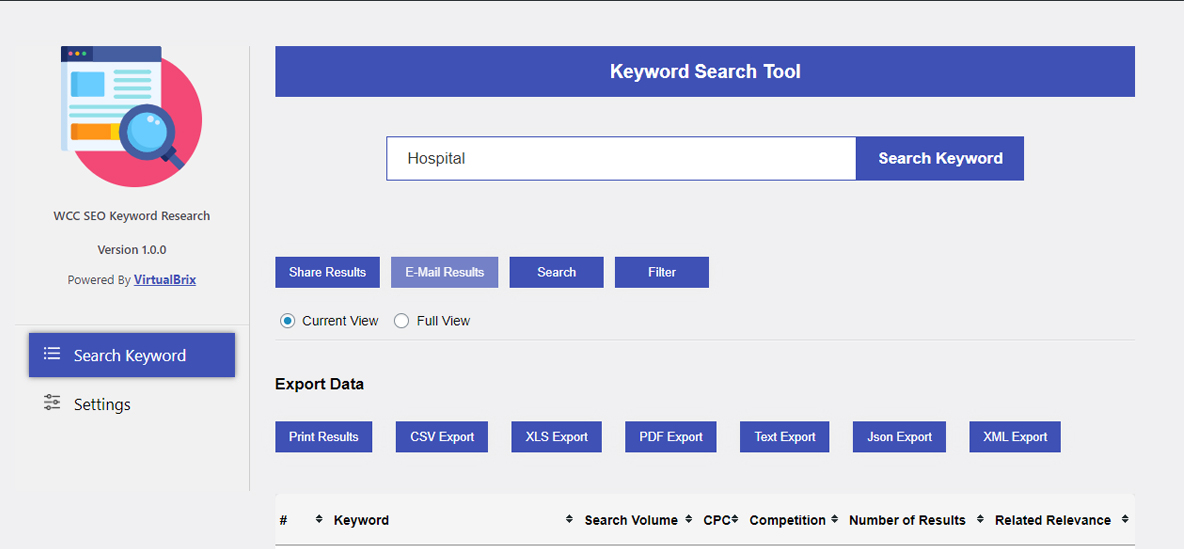 Keyword Search Tool
Hospital
Search Keyword
WCC SEO Keyword Research
Version 1.0.0
Powered By VirtualBrix
Search Keyword
Settings
Share Results
E-Mail Results
Search
Filter
Current View
Full View
Export Data
Print Results
CSV Export
XLS Export
PDF Export
Text Export
Json Export
XML Export
# Keyword Search Volume CPC Competition Number of Results Related Relevance